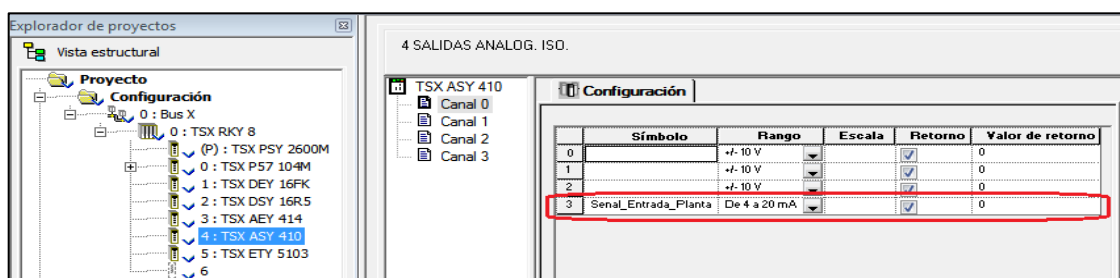 Explorador de proyectos
Vista estructural
Proyecto
Configuración
0 : Bus X
0 : TSX RKY 8
(P) : TSX PSY 2600M
0 : TSX P57 104M
1 : TSX DEY 16FK
2 : TSX DSY 16R5
3 : TSX AEY 414
4 : TSX ASY 410
5 : TSX ETY 5103
6
4 SALIDAS ANALOG. ISO.
TSX ASY 410
Canal 0
Canal 1
Canal 2
Canal 3
Configuración
Símbolo Rango Escala Retorno Valor de retorno
0 +/- 10 V 0
1 +/- 10 V 0
2 +/- 10 V 0
3 Senal_Entrada_Planta De 4 a 20 mA 0